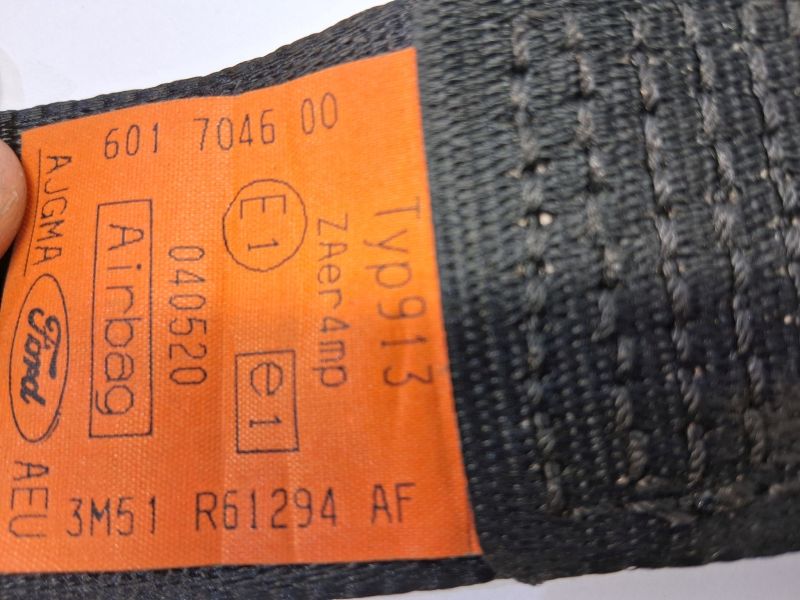 601 7046 00
Typ913
ZAer4mp
E1
e1
040520
Airbag
AJGMA Ford AEU
3M51 R61294 AF